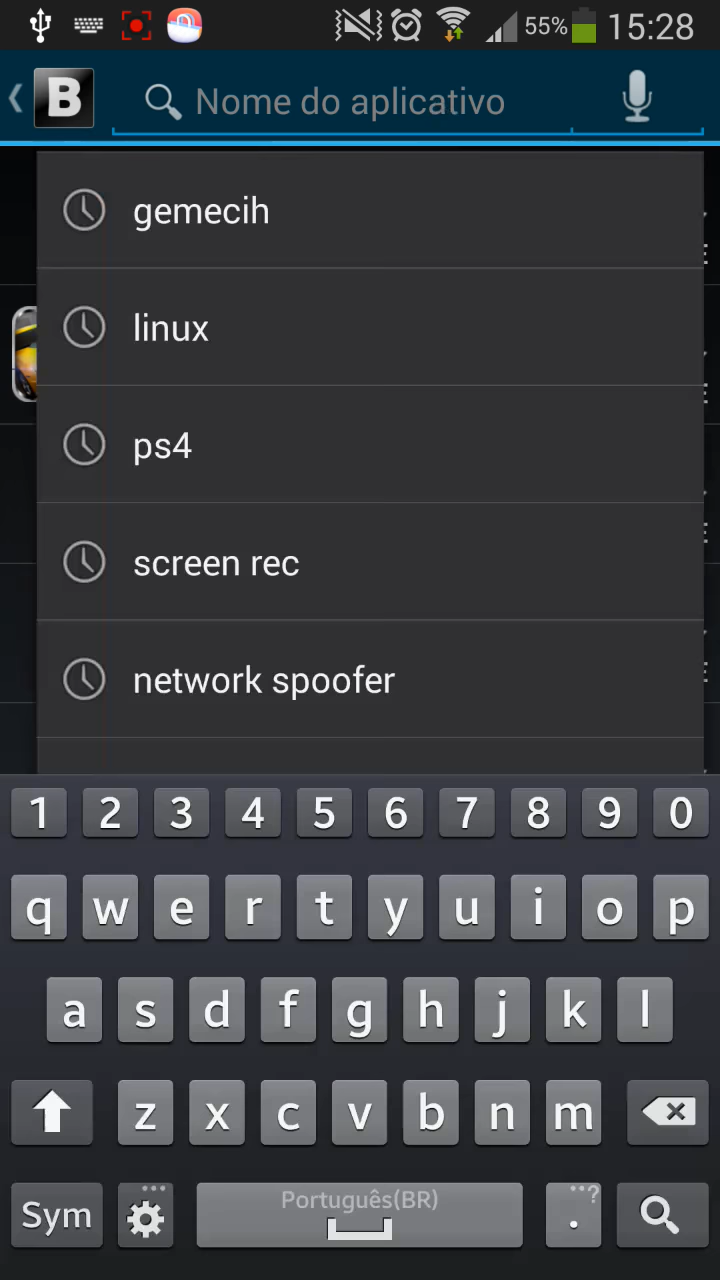 55% 15:28
B Nome do aplicativo
gemecih
linux
ps4
screen rec
network spoofer
1 2 3 4 5 6 7 8 9 0
q w e r t y u i o p
a s d f g h j k l
z x c v b n m
Sym Português(BR) . ?